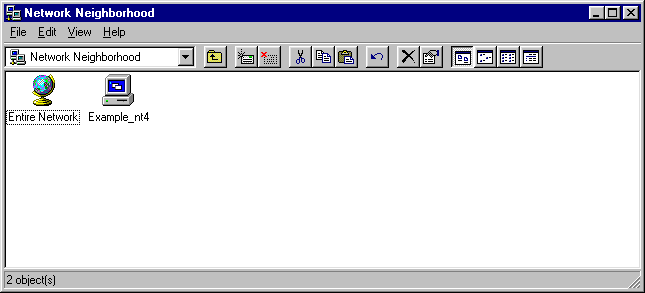 Network Neighborhood
File Edit View Help
Network Neighborhood
Entire Network Example_nt4
2 object(s)